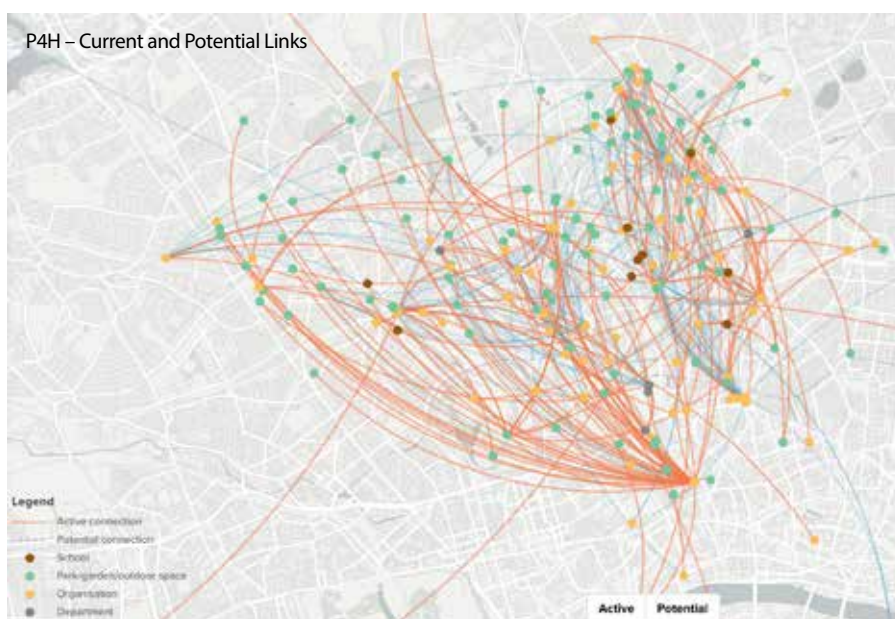 P4H – Current and Potential Links
Legend
Active connection
Potential connection
School
Park/garden/outdoor space
Organisation
Department
Active Potential